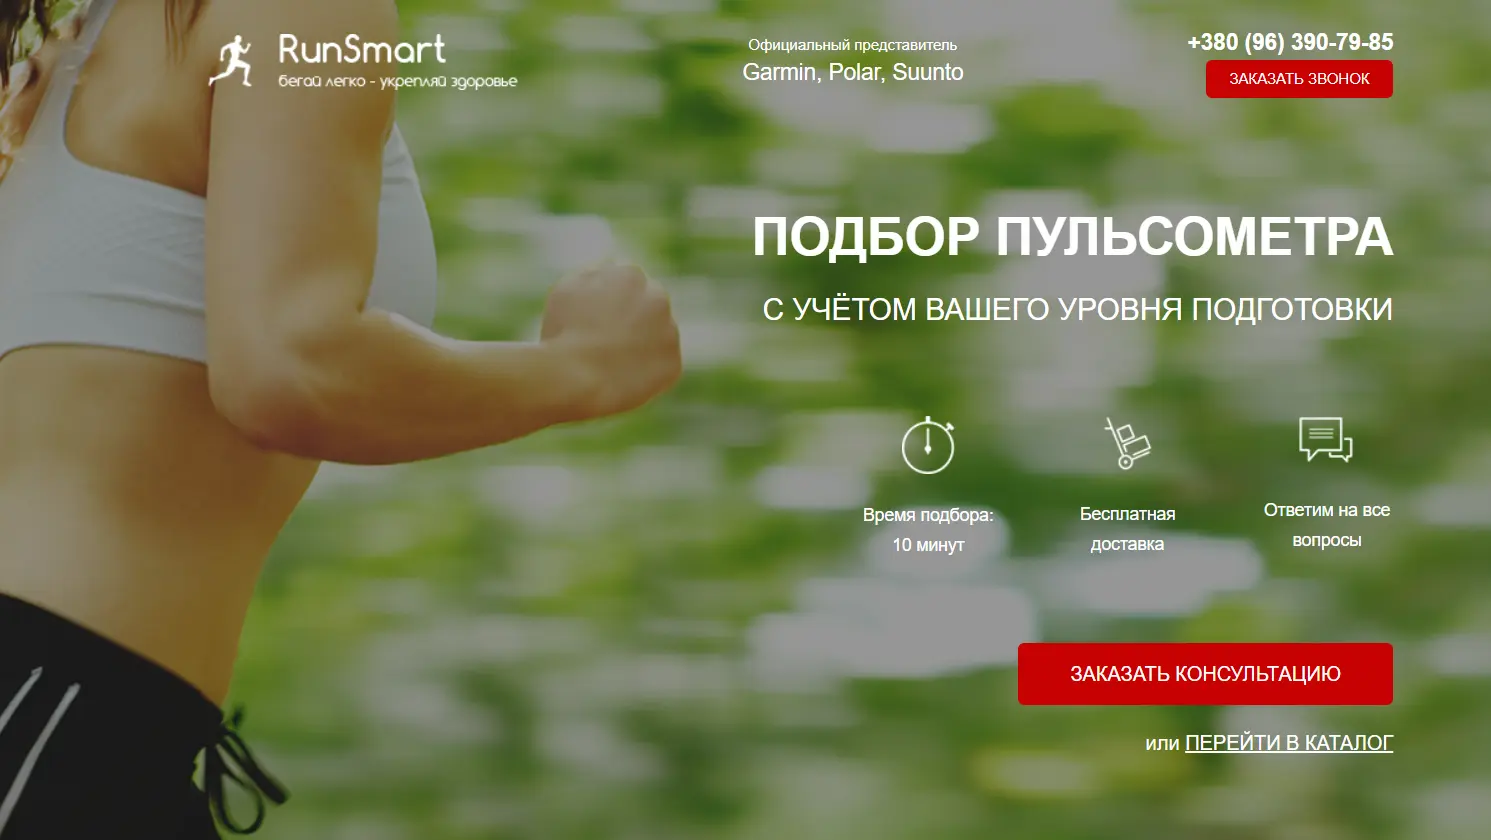 RunSmart
бегай легко - укрепляй здоровье
Официальный представитель
Garmin, Polar, Suunto
+380 (96) 390-79-85
ЗАКАЗАТЬ ЗВОНОК
ПОДБОР ПУЛЬСОМЕТРА
С УЧЁТОМ ВАШЕГО УРОВНЯ ПОДГОТОВКИ
Время подбора:
10 минут
Бесплатная
доставка
Ответим на все
вопросы
ЗАКАЗАТЬ КОНСУЛЬТАЦИЮ
или ПЕРЕЙТИ В КАТАЛОГ